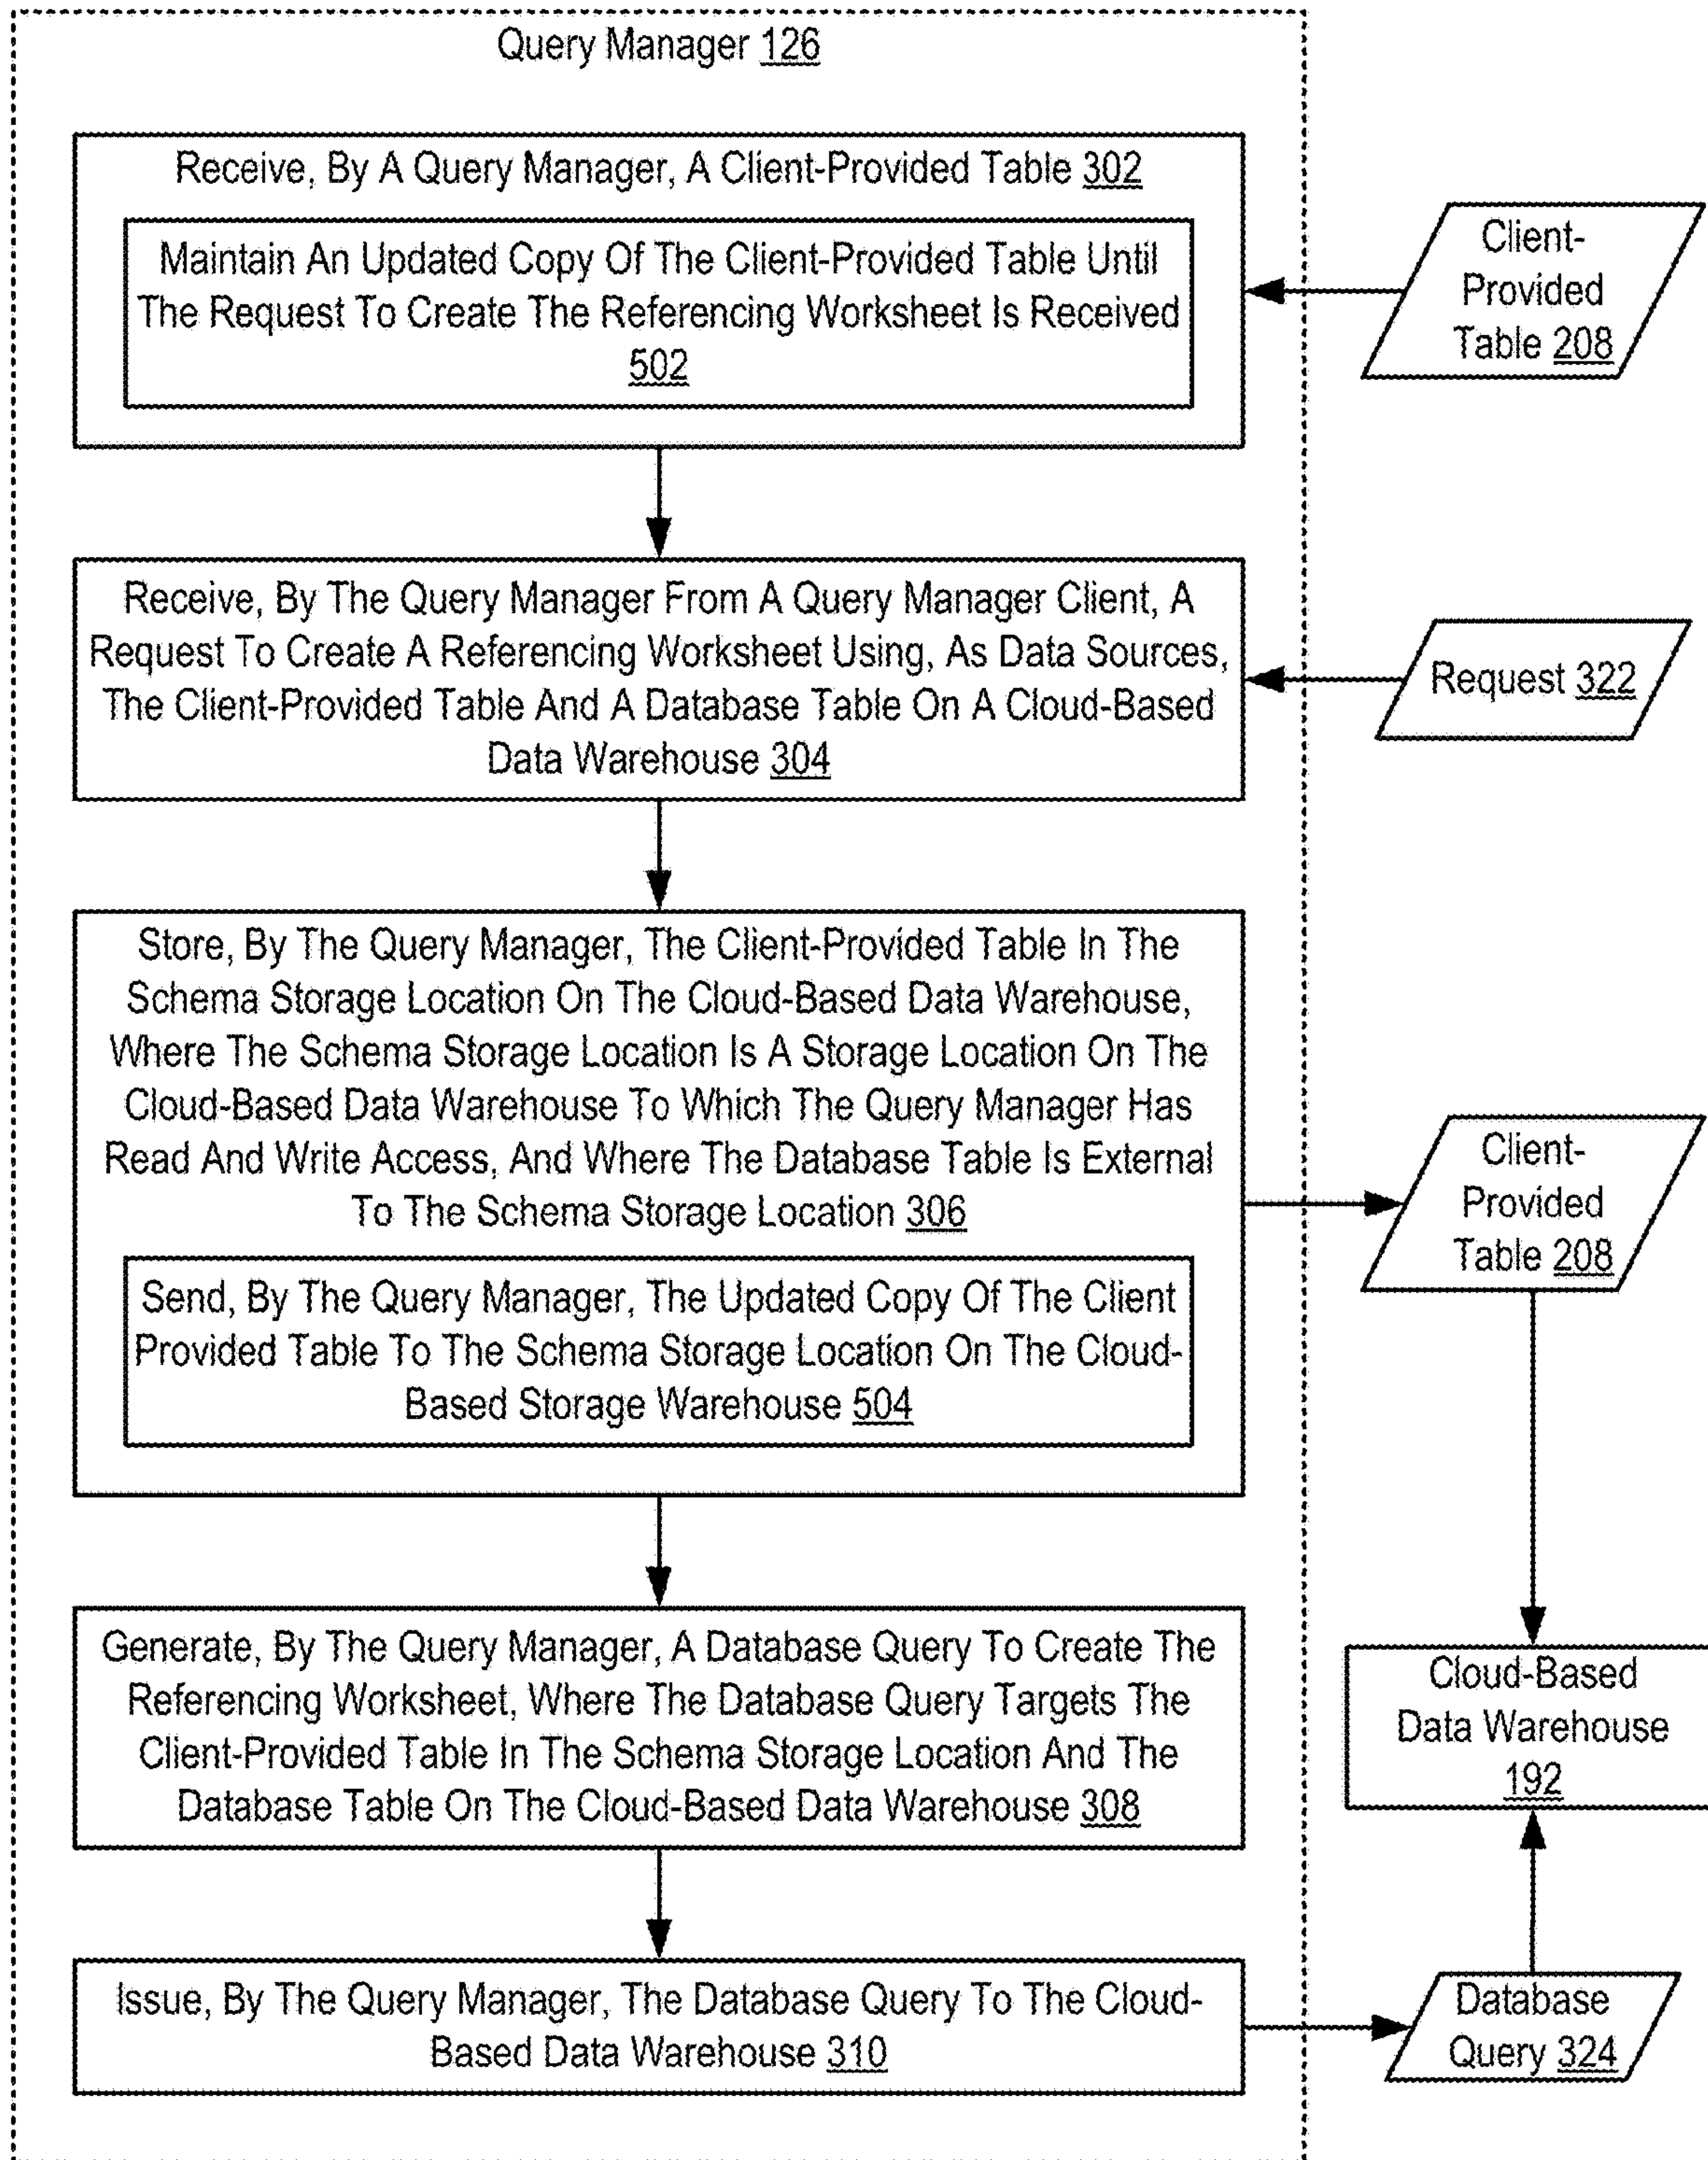 Query Manager 126
Receive, By A Query Manager, A Client-Provided Table 302
Maintain An Updated Copy Of The Client-Provided Table Until
The Request To Create The Referencing Worksheet Is Received
502
Client-
Provided
Table 208
Receive, By The Query Manager From A Query Manager Client, A
Request To Create A Referencing Worksheet Using, As Data Sources,
The Client-Provided Table And A Database Table On A Cloud-Based
Data Warehouse 304
Request 322
Store, By The Query Manager, The Client-Provided Table In The
Schema Storage Location On The Cloud-Based Data Warehouse,
Where The Schema Storage Location Is A Storage Location On The
Cloud-Based Data Warehouse To Which The Query Manager Has
Read And Write Access, And Where The Database Table Is External
To The Schema Storage Location 306
Send, By The Query Manager, The Updated Copy Of The Client
Provided Table To The Schema Storage Location On The Cloud-
Based Storage Warehouse 504
Client-
Provided
Table 208
Generate, By The Query Manager, A Database Query To Create The
Referencing Worksheet, Where The Database Query Targets The
Client-Provided Table In The Schema Storage Location And The
Database Table On The Cloud-Based Data Warehouse 308
Cloud-Based
Data Warehouse
192
Issue, By The Query Manager, The Database Query To The Cloud-
Based Data Warehouse 310
Database
Query 324